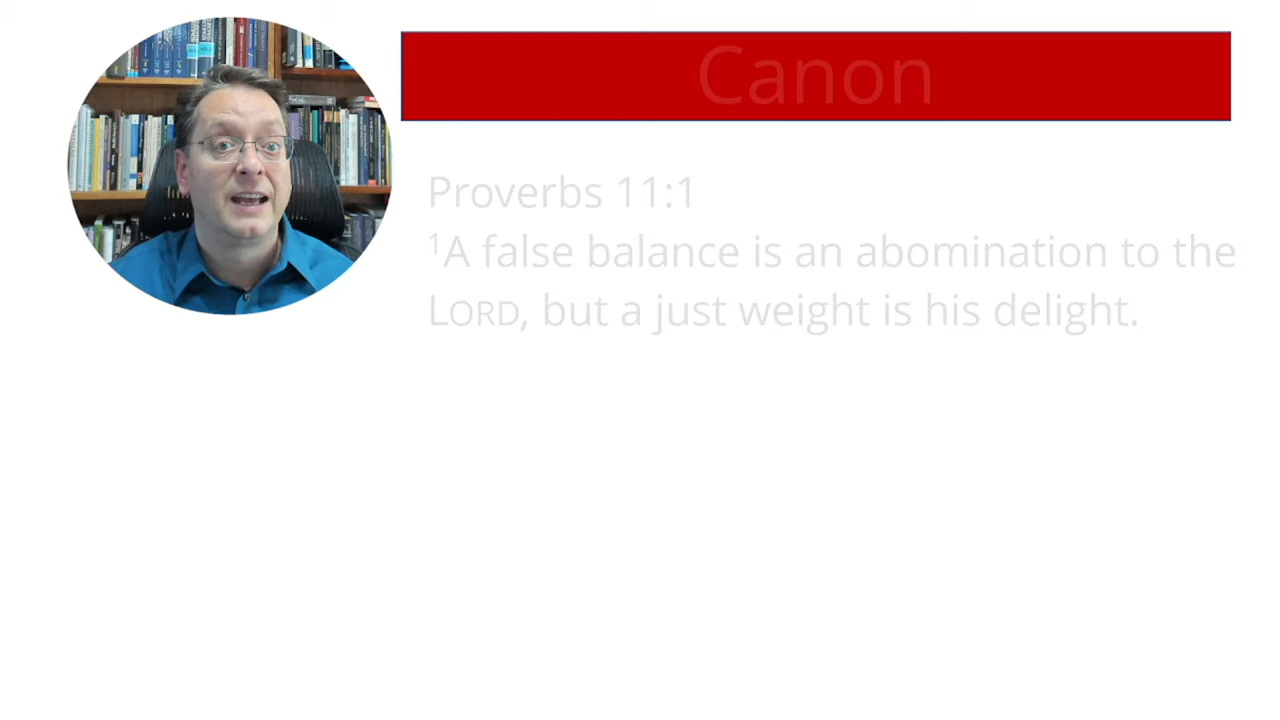 Canon
Proverbs 11:1
¹A false balance is an abomination to the
LORD, but a just weight is his delight.